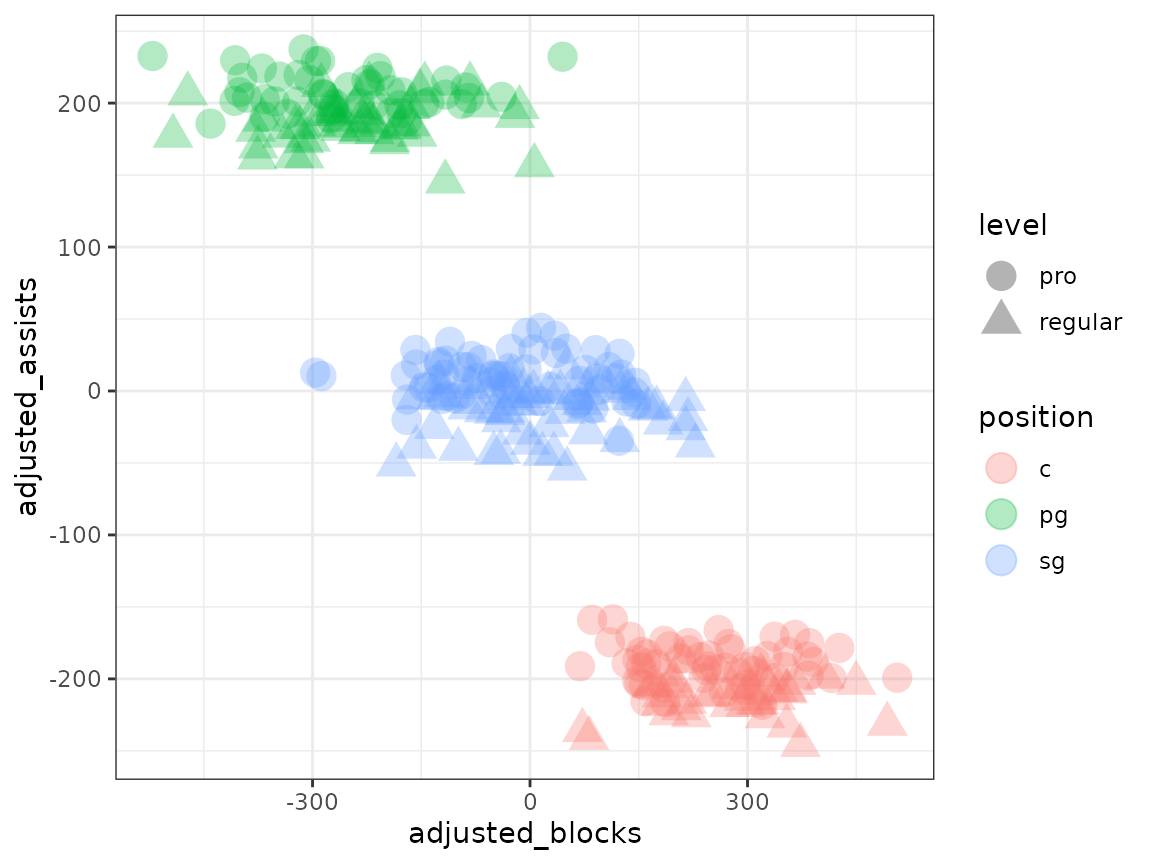 200
100
0
-100
-200
-300
0
300
adjusted_blocks
adjusted_assists
level
pro
regular
position
c
pg
sg